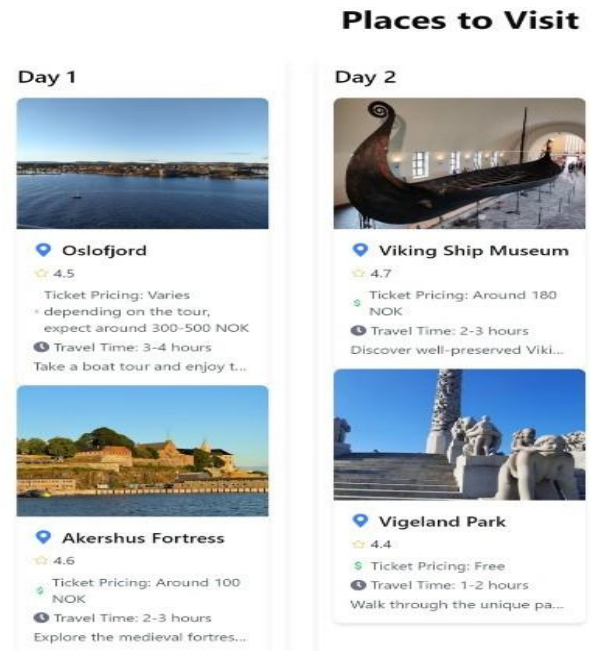 Places to Visit
Day 1
Oslofjord
4.5
Ticket Pricing: Varies
depending on the tour,
expect around 300-500 NOK
Travel Time: 3-4 hours
Take a boat tour and enjoy t...
Akershus Fortress
4.6
$ Ticket Pricing: Around 100
NOK
Travel Time: 2-3 hours
Explore the medieval fortres...
Day 2
Viking Ship Museum
4.7
$ Ticket Pricing: Around 180
NOK
Travel Time: 2-3 hours
Discover well-preserved Viki...
Vigeland Park
4.4
$ Ticket Pricing: Free
Travel Time: 1-2 hours
Walk through the unique pa...